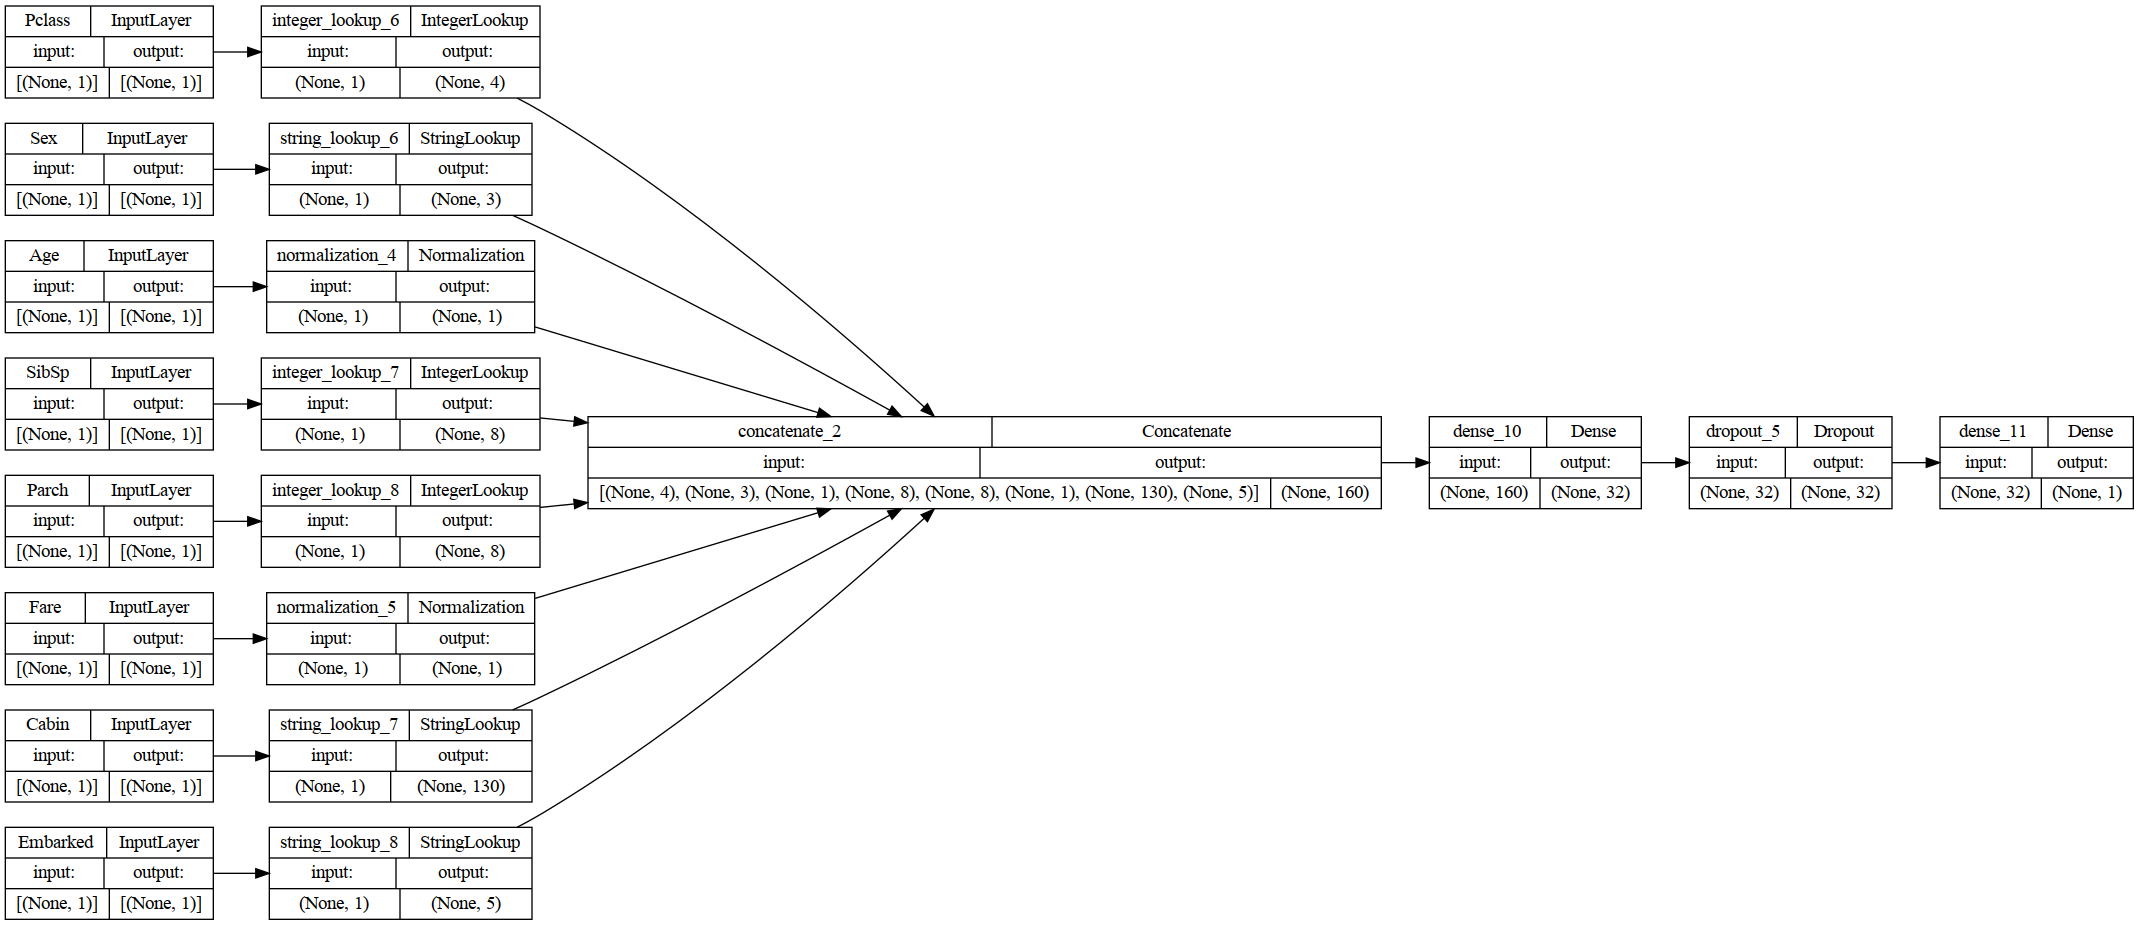 Pclass InputLayer
input: output:
[(None, 1)] [(None, 1)]
integer_lookup_6 IntegerLookup
input: output:
(None, 1) (None, 4)
Sex InputLayer
input: output:
[(None, 1)] [(None, 1)]
string_lookup_6 StringLookup
input: output:
(None, 1) (None, 3)
Age InputLayer
input: output:
[(None, 1)] [(None, 1)]
normalization_4 Normalization
input: output:
(None, 1) (None, 1)
SibSp InputLayer
input: output:
[(None, 1)] [(None, 1)]
integer_lookup_7 IntegerLookup
input: output:
(None, 1) (None, 8)
Parch InputLayer
input: output:
[(None, 1)] [(None, 1)]
integer_lookup_8 IntegerLookup
input: output:
(None, 1) (None, 8)
Fare InputLayer
input: output:
[(None, 1)] [(None, 1)]
normalization_5 Normalization
input: output:
(None, 1) (None, 1)
Cabin InputLayer
input: output:
[(None, 1)] [(None, 1)]
string_lookup_7 StringLookup
input: output:
(None, 1) (None, 130)
Embarked InputLayer
input: output:
[(None, 1)] [(None, 1)]
string_lookup_8 StringLookup
input: output:
(None, 1) (None, 5)
concatenate_2 Concatenate
input: output:
[(None, 4), (None, 3), (None, 1), (None, 8), (None, 8), (None, 1), (None, 130), (None, 5)] (None, 160)
dense_10 Dense
input: output:
(None, 160) (None, 32)
dropout_5 Dropout
input: output:
(None, 32) (None, 32)
dense_11 Dense
input: output:
(None, 32) (None, 1)